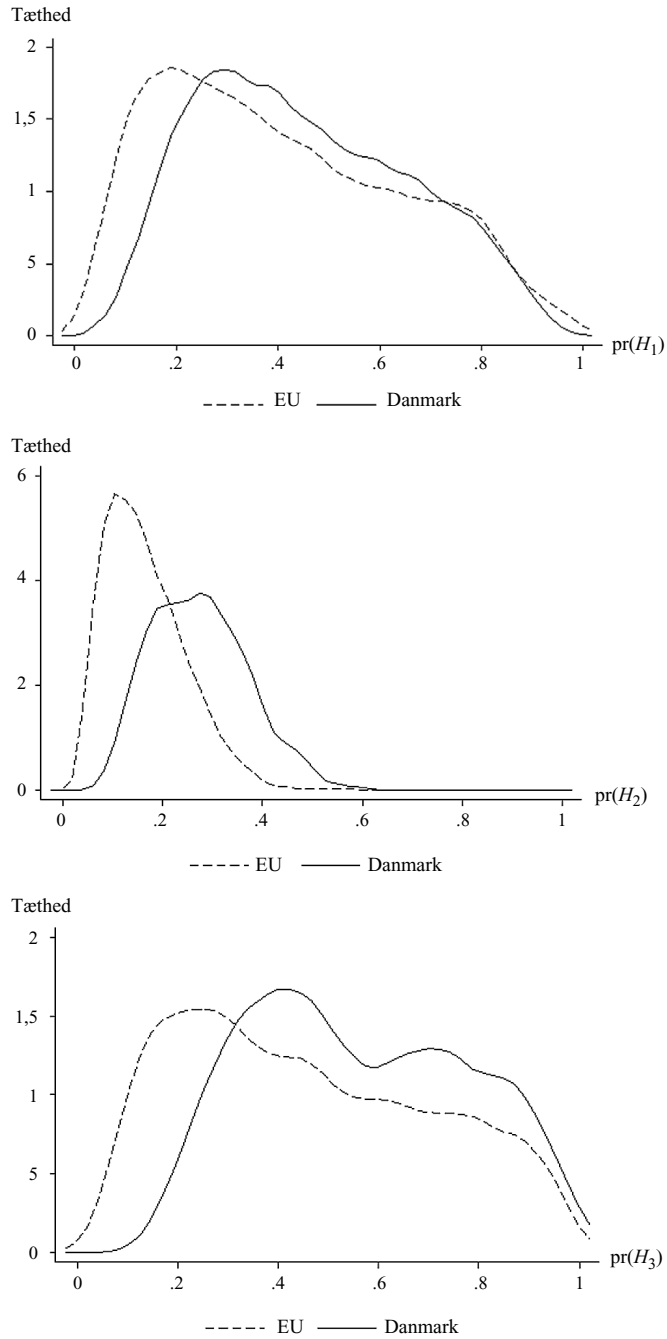 Tæthed
2
1,5
1
5
0
0 .2 .4 .6 .8 1 pr(H1)
EU Danmark
Tæthed
6
4
2
0
0 .2 .4 .6 .8 1 pr(H2)
EU Danmark
Tæthed
2
1,5
1
5
0
0 .2 .4 .6 .8 1 pr(H3)
EU Danmark